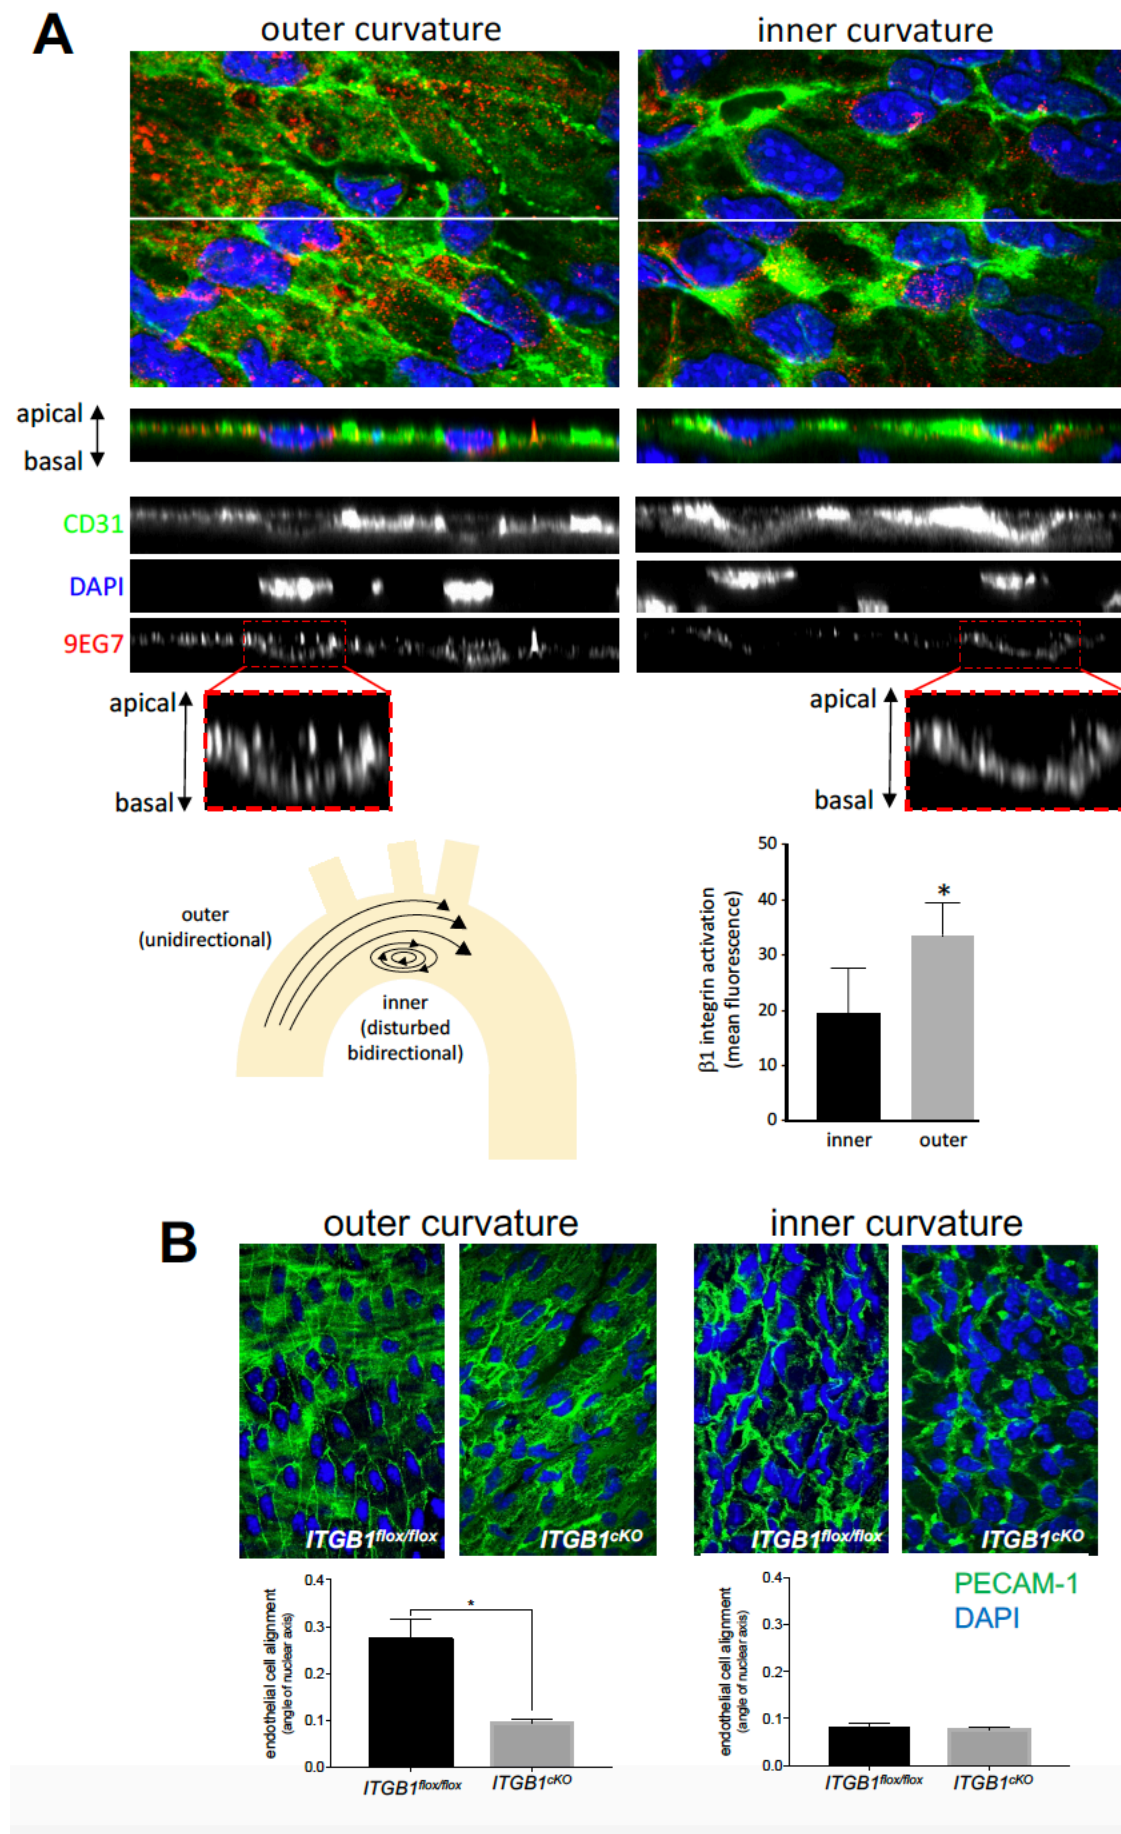 A
outer curvature
inner curvature
apical
basal
CD31
DAPI
9EG7
apical
basal
apical
basal
outer
(unidirectional)
inner
(disturbed
bidirectional)
β1 integrin activation
(mean fluorescence)
50
40
30
20
10
0
*
inner
outer
B
outer curvature
inner curvature
ITGB1flox/flox
ITGB1cKO
ITGB1flox/flox
ITGB1cKO
endothelial cell alignment
(angle of nuclear axis)
0.4
0.3
0.2
0.1
0.0
*
ITGB1flox/flox
ITGB1cKO
endothelial cell alignment
(angle of nuclear axis)
0.4
0.3
0.2
0.1
0.0
PECAM-1
DAPI
ITGB1flox/flox
ITGB1cKO